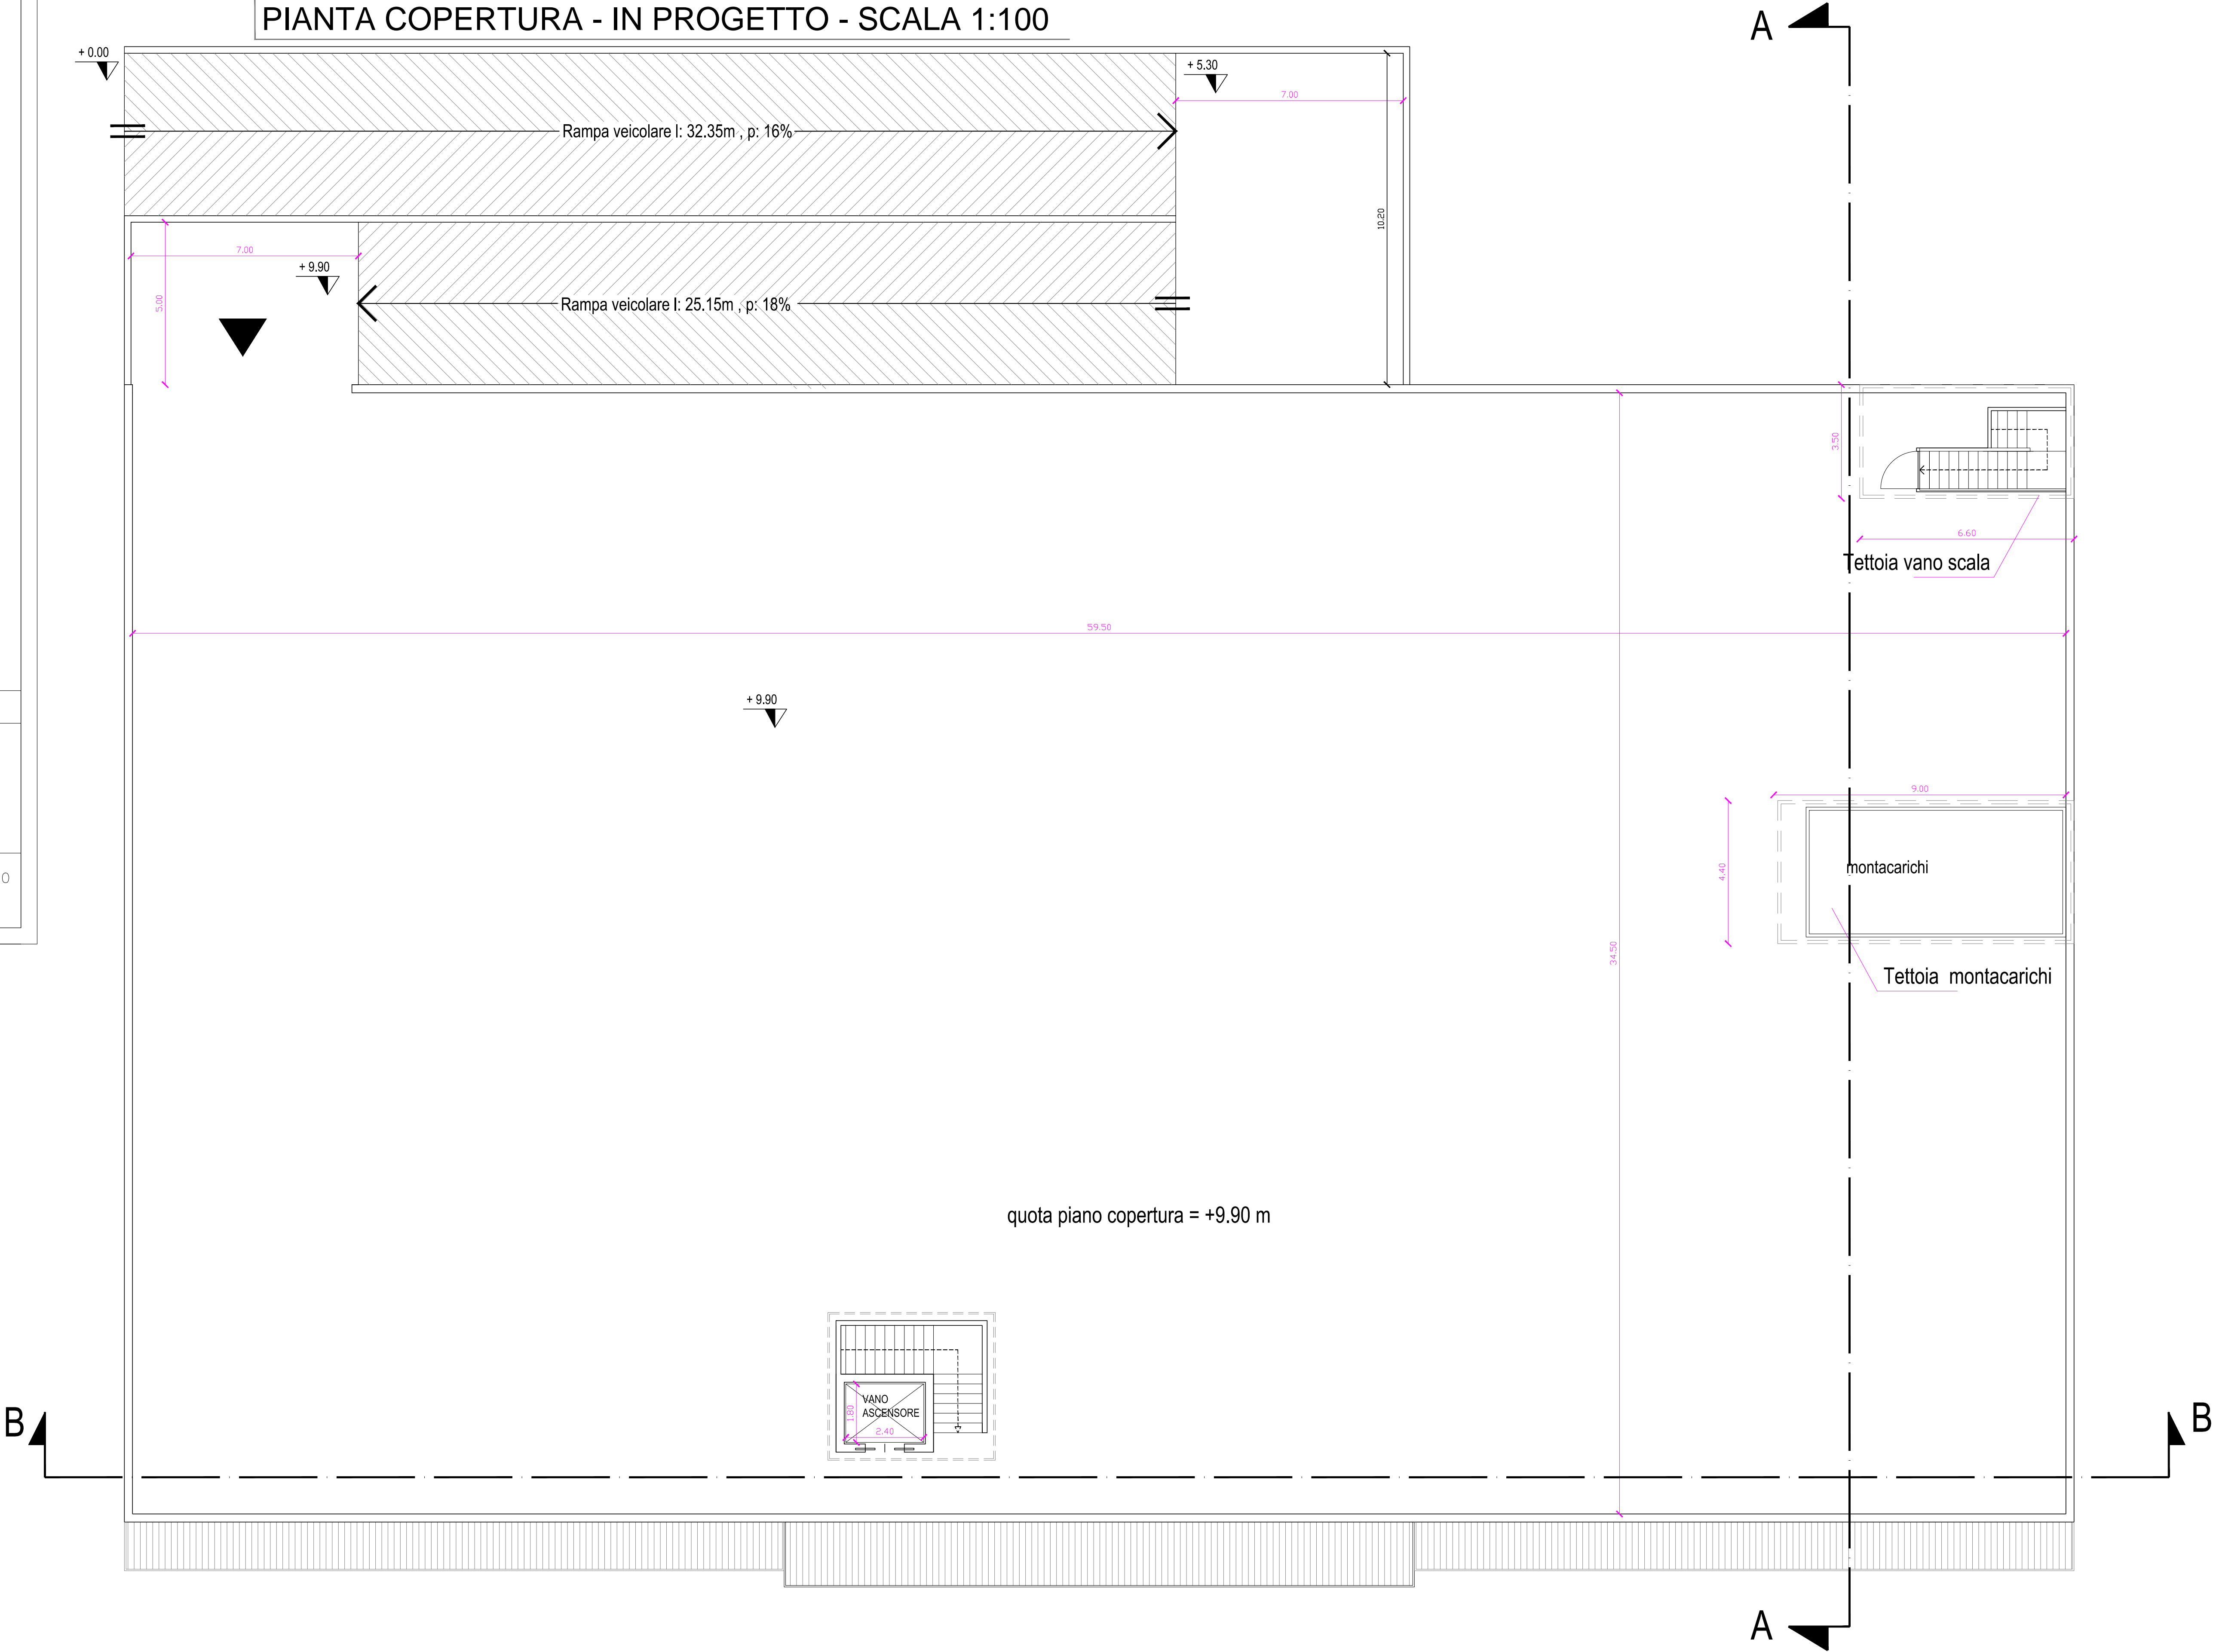 PIANTA COPERTURA - IN PROGETTO - SCALA 1:100
A
+ 0.00
+ 5.30
7.00
Rampa veicolare l: 32.35m , p: 16%
10.20
7.00
+ 9.90
5.00
Rampa veicolare l: 25.15m , p: 18%
3.50
6.60
Tettoia vano scala
59.50
+ 9.90
9.00
4.40
montacarichi
0
34.50
Tettoia montacarichi
quota piano copertura = +9.90 m
VANO
ASCENSORE
1.80
2.40
B
B
A